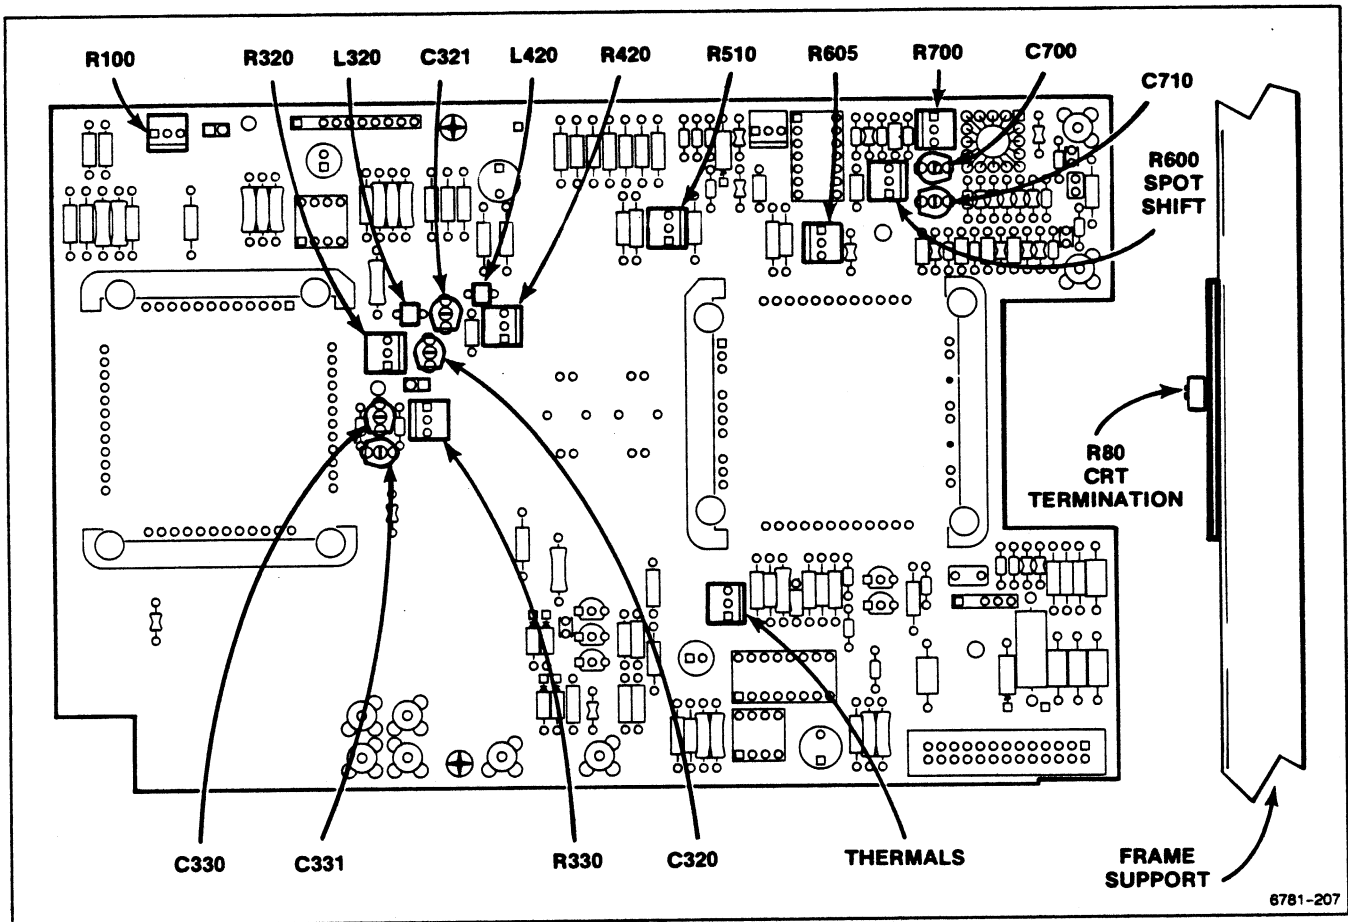 R100
R320
L320
C321
L420
R420
R510
R605
R700
C700
C710
R600
SPOT
SHIFT
R80
CRT
TERMINATION
C330
C331
R330
C320
THERMALS
FRAME
SUPPORT
6781-207